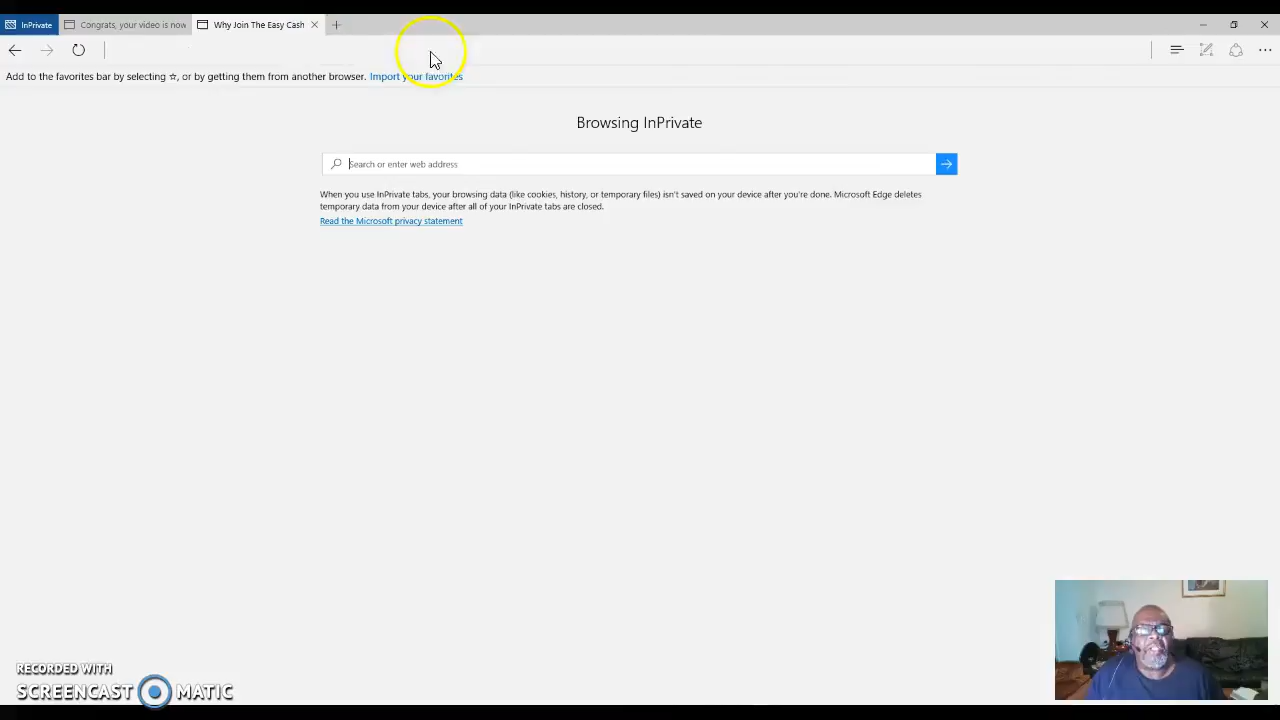 InPrivate
Congrats, your video is now
Why Join The Easy Cash
Add to the favorites bar by selecting ☆, or by getting them from another browser. Import your favorites
Browsing InPrivate
Search or enter web address
When you use InPrivate tabs, your browsing data (like cookies, history, or temporary files) isn't saved on your device after you're done. Microsoft Edge deletes
temporary data from your device after all of your InPrivate tabs are closed.
Read the Microsoft privacy statement
RECORDED WITH
SCREENCAST MATIC